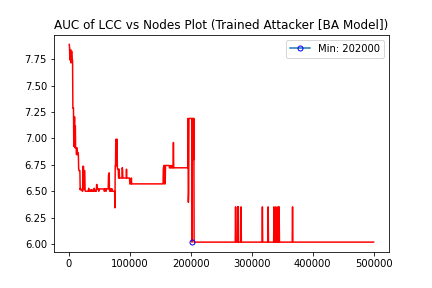 AUC of LCC vs Nodes Plot (Trained Attacker [BA Model])
Min: 202000
7.75
7.50
7.25
7.00
6.75
6.50
6.25
6.00
0 100000 200000 300000 400000 500000